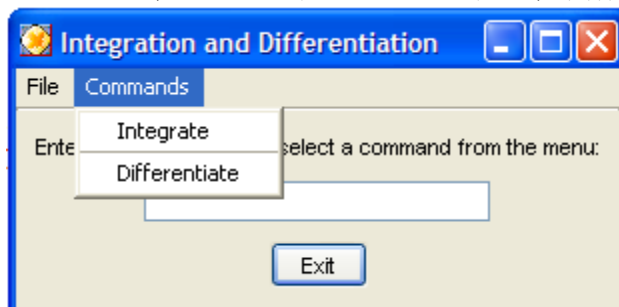 Integration and Differentiation
File Commands
Integrate
Ente select a command from the menu:
Differentiate
Exit